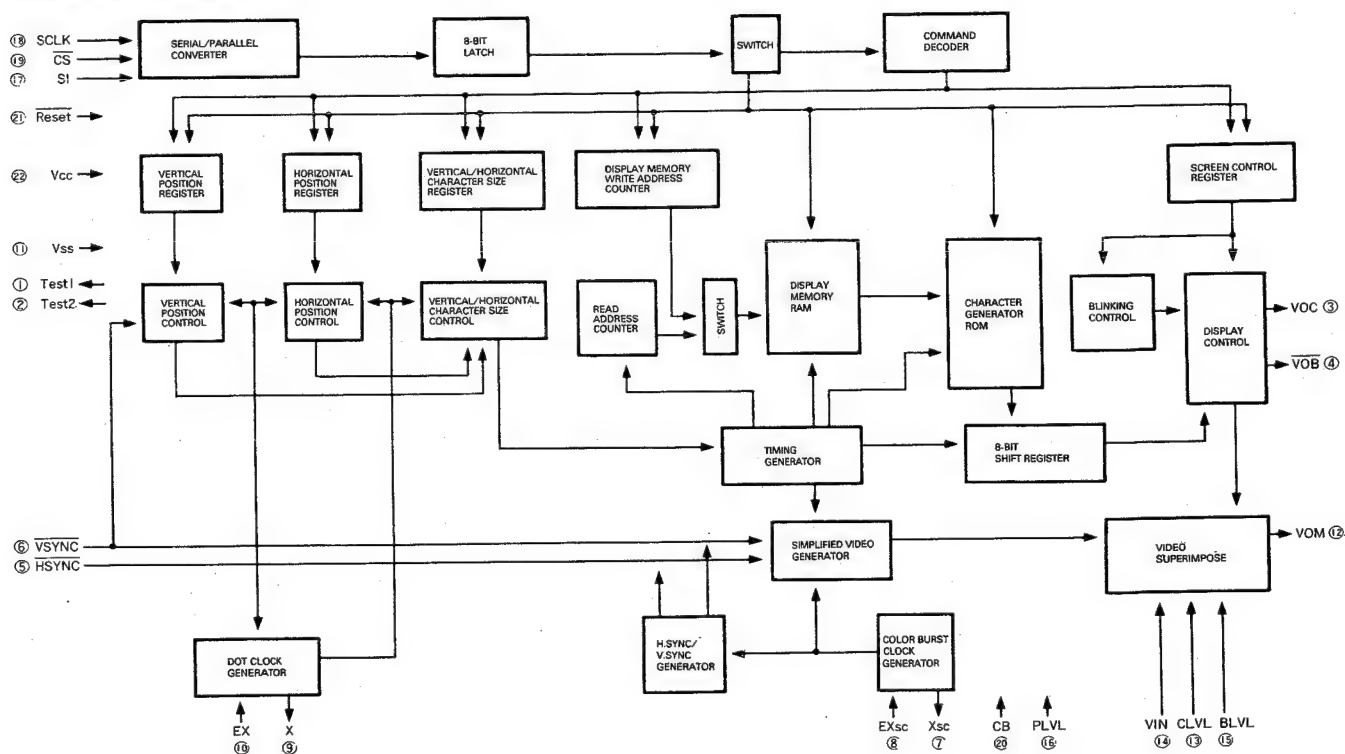 ⑱ SCLK
⑲ C̅S̅
⑰ SI
SERIAL/PARALLEL
CONVERTER
8-BIT
LATCH
SWITCH
COMMAND
DECODER
㉑ R̅e̅s̅e̅t̅
㉒ Vcc
⑪ Vss
① Test1
② Test2
VERTICAL
POSITION
REGISTER
HORIZONTAL
POSITION
REGISTER
VERTICAL/HORIZONTAL
CHARACTER SIZE
REGISTER
DISPLAY MEMORY
WRITE ADDRESS
COUNTER
SCREEN CONTROL
REGISTER
VERTICAL
POSITION
CONTROL
HORIZONTAL
POSITION
CONTROL
VERTICAL/HORIZONTAL
CHARACTER SIZE
CONTROL
READ
ADDRESS
COUNTER
SWITCH
DISPLAY
MEMORY
RAM
CHARACTER
GENERATOR
ROM
BLINKING
CONTROL
DISPLAY
CONTROL
VOC ③
V̅O̅B̅ ④
TIMING
GENERATOR
8-BIT
SHIFT REGISTER
⑥ V̅S̅Y̅N̅C̅
⑤ H̅S̅Y̅N̅C̅
SIMPLIFIED VIDEO
GENERATOR
VIDEO
SUPERIMPOSE
VOM ⑫
DOT CLOCK
GENERATOR
H.SYNC/
V.SYNC
GENERATOR
COLOR BURST
CLOCK
GENERATOR
EX
⑩
X
⑨
EXsc
⑧
Xsc
⑦
CB
⑳
PLVL
⑯
VIN
⑭
CLVL
⑬
BLVL
⑮